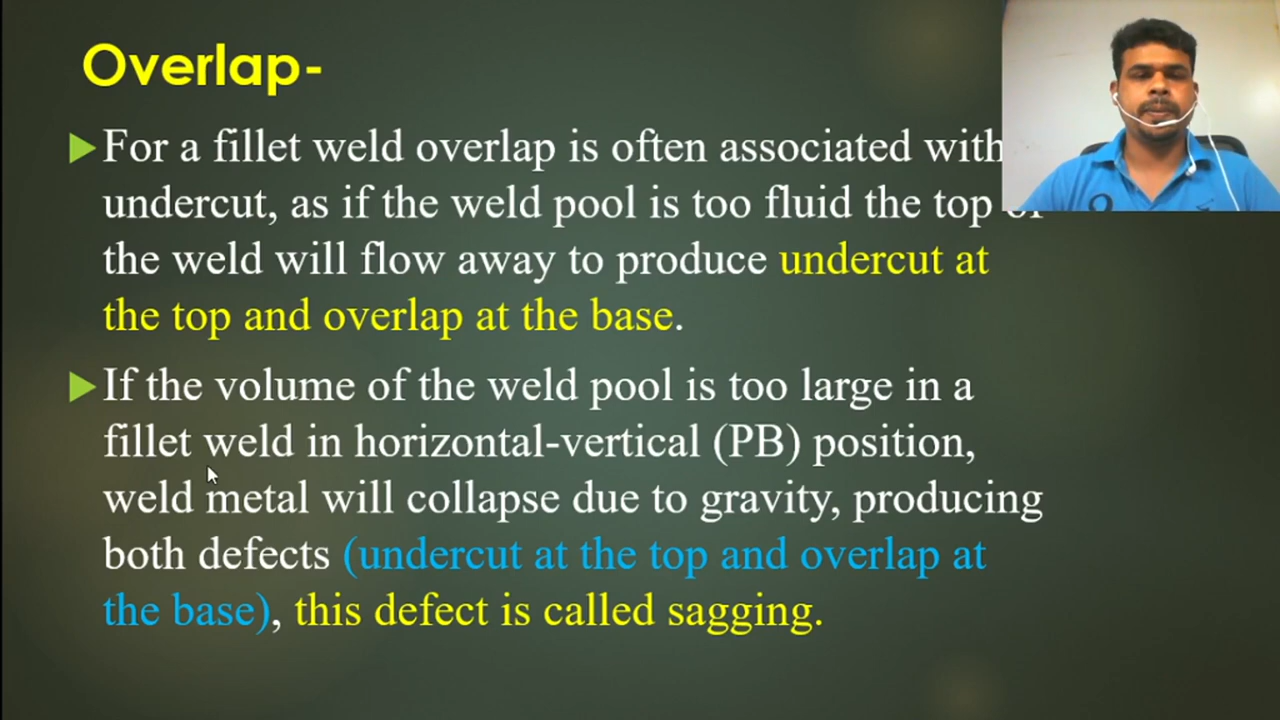 Overlap-
For a fillet weld overlap is often associated with
undercut, as if the weld pool is too fluid the top of
the weld will flow away to produce undercut at
the top and overlap at the base.
If the volume of the weld pool is too large in a
fillet weld in horizontal-vertical (PB) position,
weld metal will collapse due to gravity, producing
both defects (undercut at the top and overlap at
the base), this defect is called sagging.